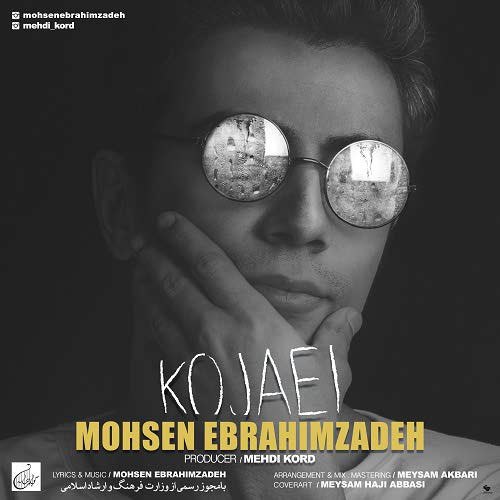 mohsenebrahimzadeh
mehdi_kord
KOJAEI
MOHSEN EBRAHIMZADEH
PRODUCER / MEHDI KORD
LYRICS & MUSIC / MOHSEN EBRAHIMZADEH
ARRANGEMENT & MIX . MASTERING / MEYSAM AKBARI
با مجوز رسمی از وزارت فرهنگ و ارشاد اسلامی
COVERART / MEYSAM HAJI ABBASI